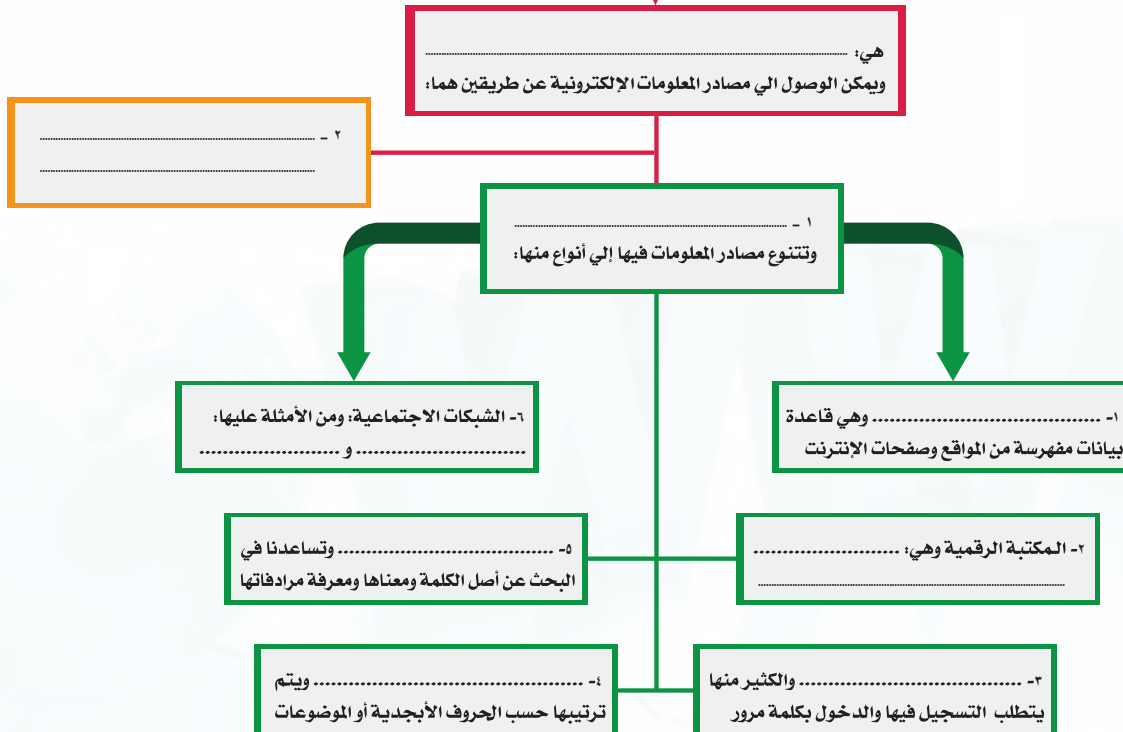 هي: ....................
ويمكن الوصول الي مصادر المعلومات الإلكترونية عن طريقين هما:
٢ - ....................
....................
١ - ....................
وتتنوع مصادر المعلومات فيها إلي أنواع منها:
١- .................... وهي قاعدة
بيانات مفهرسة من المواقع وصفحات الإنترنت
٦- الشبكات الاجتماعية: ومن الأمثلة عليها:
.................... و ....................
٢- المكتبة الرقمية وهي: ....................
....................
٥- .................... وتساعدنا في
البحث عن أصل الكلمة ومعناها ومعرفة مرادفاتها
٣- .................... والكثير منها
يتطلب التسجيل فيها والدخول بكلمة مرور
٤- .................... ويتم
ترتيبها حسب الحروف الأبجدية أو الموضوعات